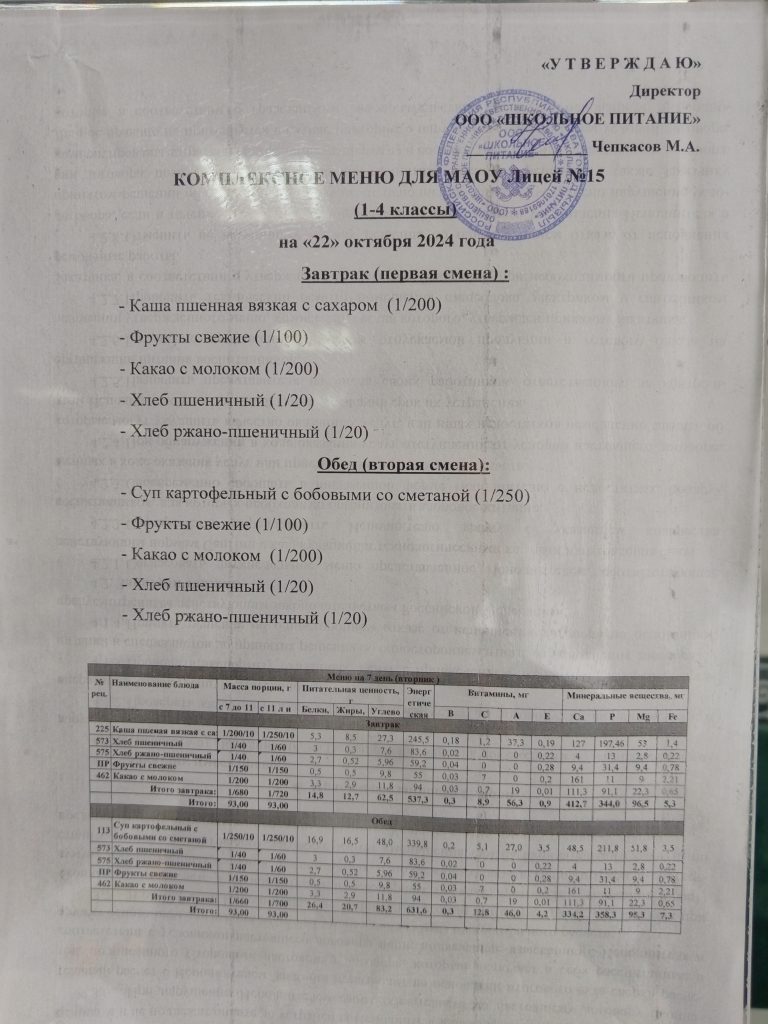 «У Т В Е Р Ж Д А Ю»
Директор
ООО «ШКОЛЬНОЕ ПИТАНИЕ»
Чепкасов М.А.
КОМПЛЕКСНОЕ МЕНЮ ДЛЯ МАОУ Лицей №15
(1-4 классы)
на «22» октября 2024 года
Завтрак (первая смена) :
- Каша пшенная вязкая с сахаром (1/200)
- Фрукты свежие (1/100)
- Какао с молоком (1/200)
- Хлеб пшеничный (1/20)
- Хлеб ржано-пшеничный (1/20)
Обед (вторая смена):
- Суп картофельный с бобовыми со сметаной (1/250)
- Фрукты свежие (1/100)
- Какао с молоком (1/200)
- Хлеб пшеничный (1/20)
- Хлеб ржано-пшеничный (1/20)
Меню на 7 день (вторник )
№ рец. Наименование блюда Масса порции, г Питательная ценность, г Энергетическая Витамины, мг Минеральные вещества, мг
с 7 до 11 с 11 л и Белки, Жиры, Углево В С А Е Са Р Mg Fe
Завтрак
225 Каша пшеная вязкая с са 1/200/10 1/250/10 5,3 8,5 27,3 245,5 0,18 1,2 37,3 0,19 127 197,46 53 1,4
573 Хлеб пшеничный 1/40 1/60 3 0,3 7,6 83,6 0,02 0 0 0,22 4 13 2,8 0,22
575 Хлеб ржано-пшеничный 1/40 1/60 2,7 0,52 5,96 59,2 0,04 0 0 0,28 9,4 31,4 9,4 0,78
ПР Фрукты свежие 1/150 1/150 0,5 0,5 9,8 55 0,03 7 0 0,2 161 11 9 2,21
462 Какао с молоком 1/200 1/200 3,3 2,9 11,8 94 0,03 0,7 19 0,01 111,3 91,1 22,3 0,65
Итого завтрака: 1/680 1/720 14,8 12,7 62,5 537,3 0,3 8,9 56,3 0,9 412,7 344,0 96,5 5,3
Итого: 93,00 93,00
Обед
113 Суп картофельный с бобовыми со сметаной 1/250/10 1/250/10 16,9 16,5 48,0 339,8 0,2 5,1 27,0 3,5 48,5 211,8 51,8 3,5
573 Хлеб пшеничный 1/40 1/60 3 0,3 7,6 83,6 0,02 0 0 0,22 4 13 2,8 0,22
575 Хлеб ржано-пшеничный 1/40 1/60 2,7 0,52 5,96 59,2 0,04 0 0 0,28 9,4 31,4 9,4 0,78
ПР Фрукты свежие 1/150 1/150 0,5 0,5 9,8 55 0,03 7 0 0,2 161 11 9 2,21
462 Какао с молоком 1/200 1/200 3,3 2,9 11,8 94 0,03 0,7 19 0,01 111,3 91,1 22,3 0,65
Итого завтрака: 1/660 1/700 26,4 20,7 83,2 631,6 0,3 12,8 46,0 4,2 334,2 358,3 95,3 7,3
Итого: 93,00 93,00